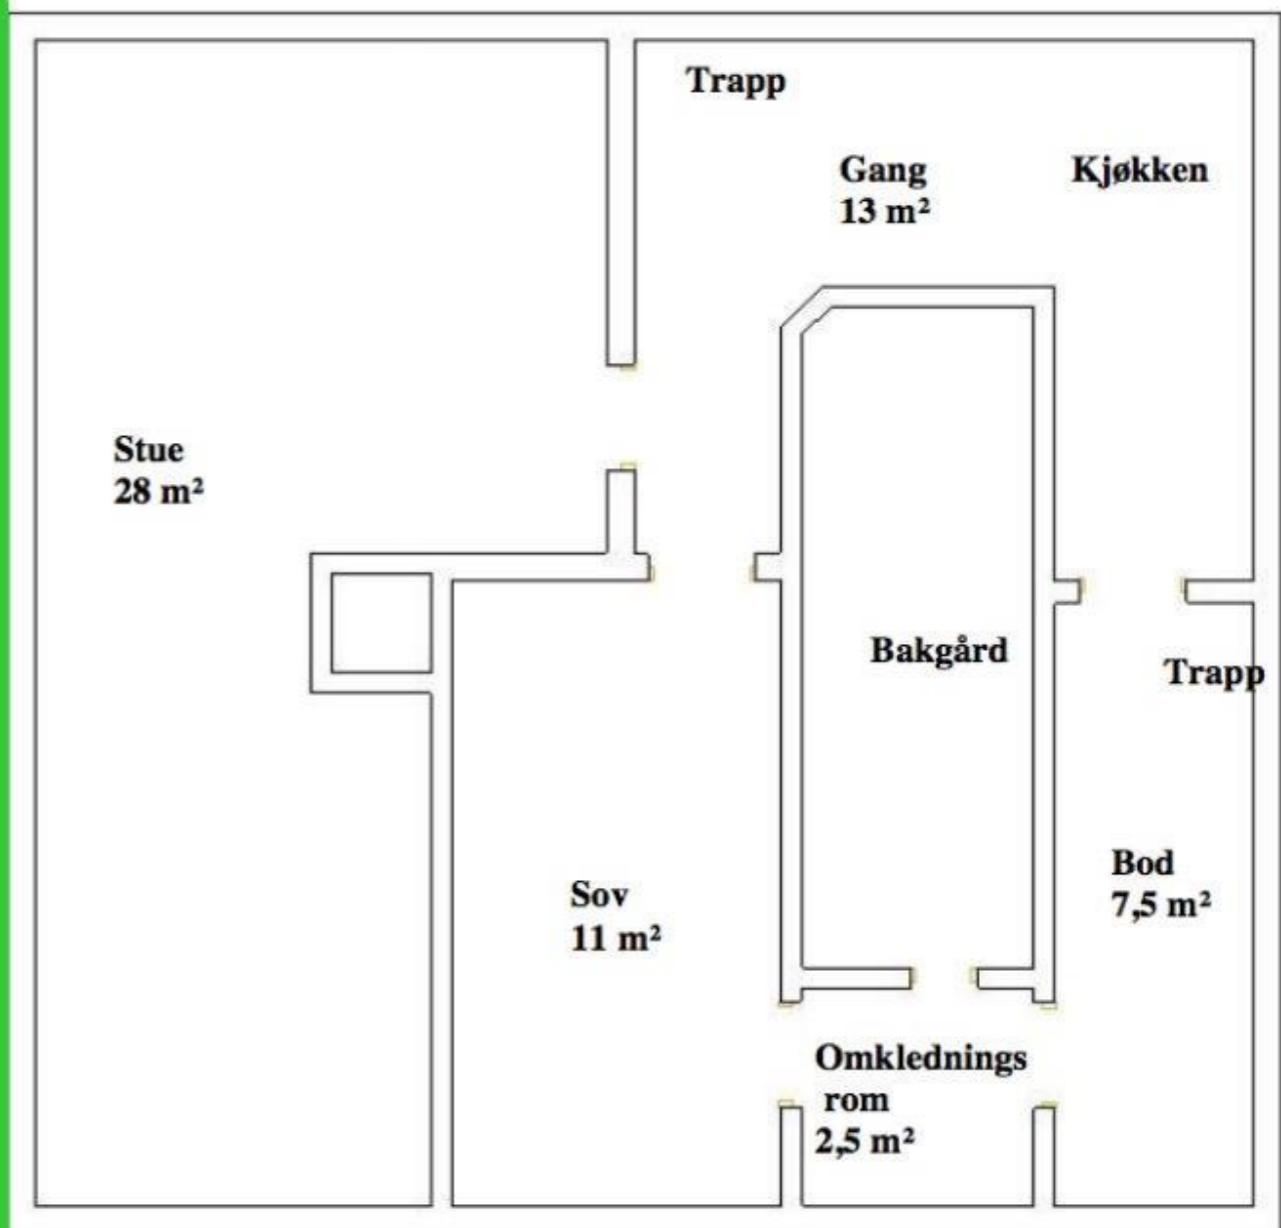 Trapp
Gang
13 m²
Kjøkken
Stue
28 m²
Bakgård
Trapp
Bod
7,5 m²
Sov
11 m²
Omklednings
rom
2,5 m²